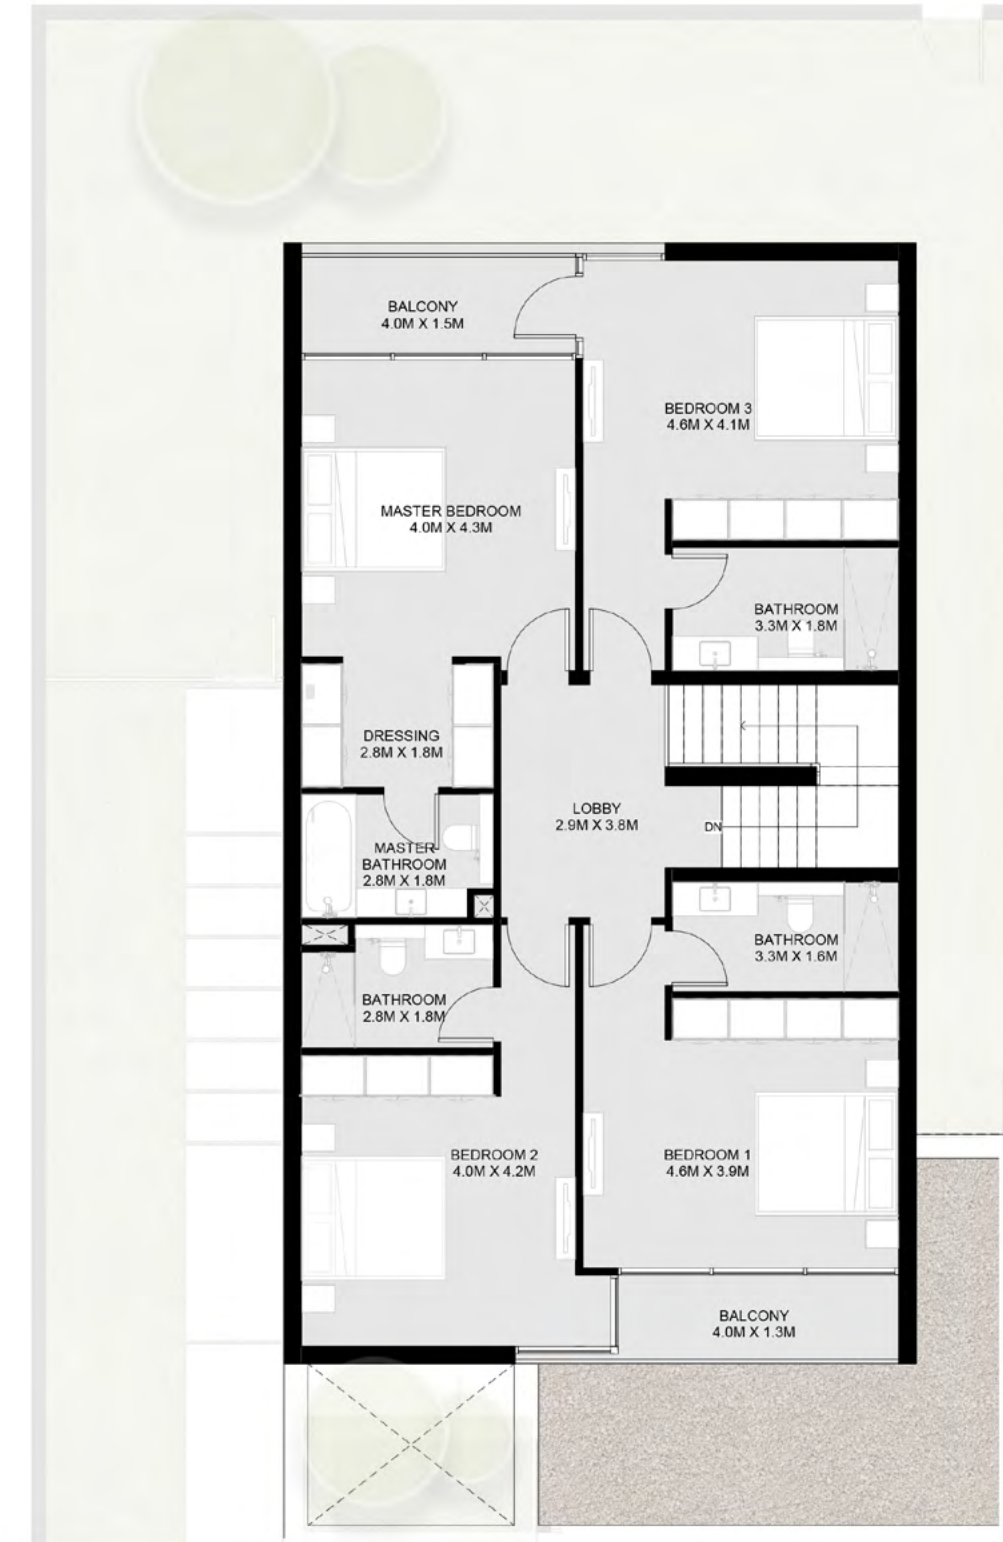 BALCONY
4.0M X 1.5M
BEDROOM 3
4.6M X 4.1M
MASTER BEDROOM
4.0M X 4.3M
BATHROOM
3.3M X 1.8M
DRESSING
2.8M X 1.8M
LOBBY
2.9M X 3.8M
DN
MASTER
BATHROOM
2.8M X 1.8M
BATHROOM
3.3M X 1.6M
BATHROOM
2.8M X 1.8M
BEDROOM 2
4.0M X 4.2M
BEDROOM 1
4.6M X 3.9M
BALCONY
4.0M X 1.3M